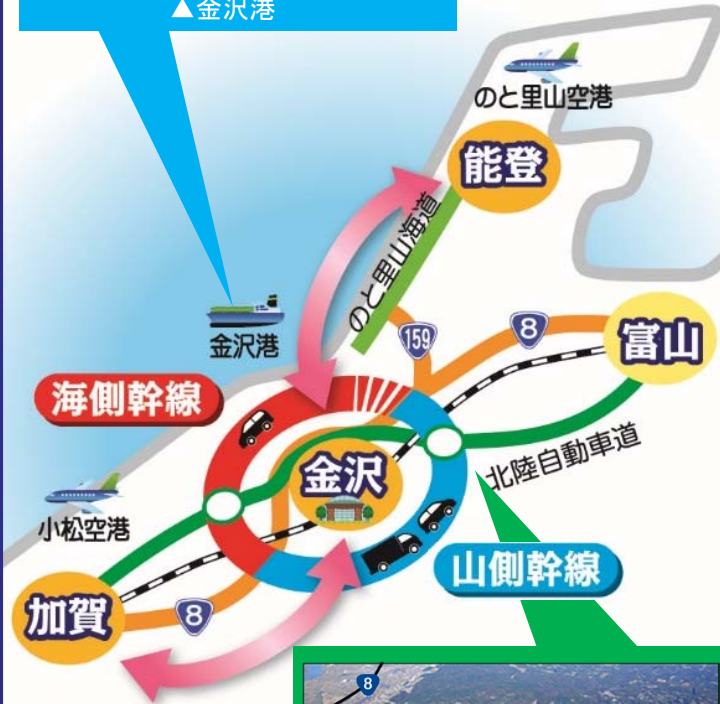 ▲金沢港
のと里山空港
能登
のと里山海道
金沢港
159
8
富山
海側幹線
金沢
北陸自動車道
小松空港
山側幹線
加賀
8
8